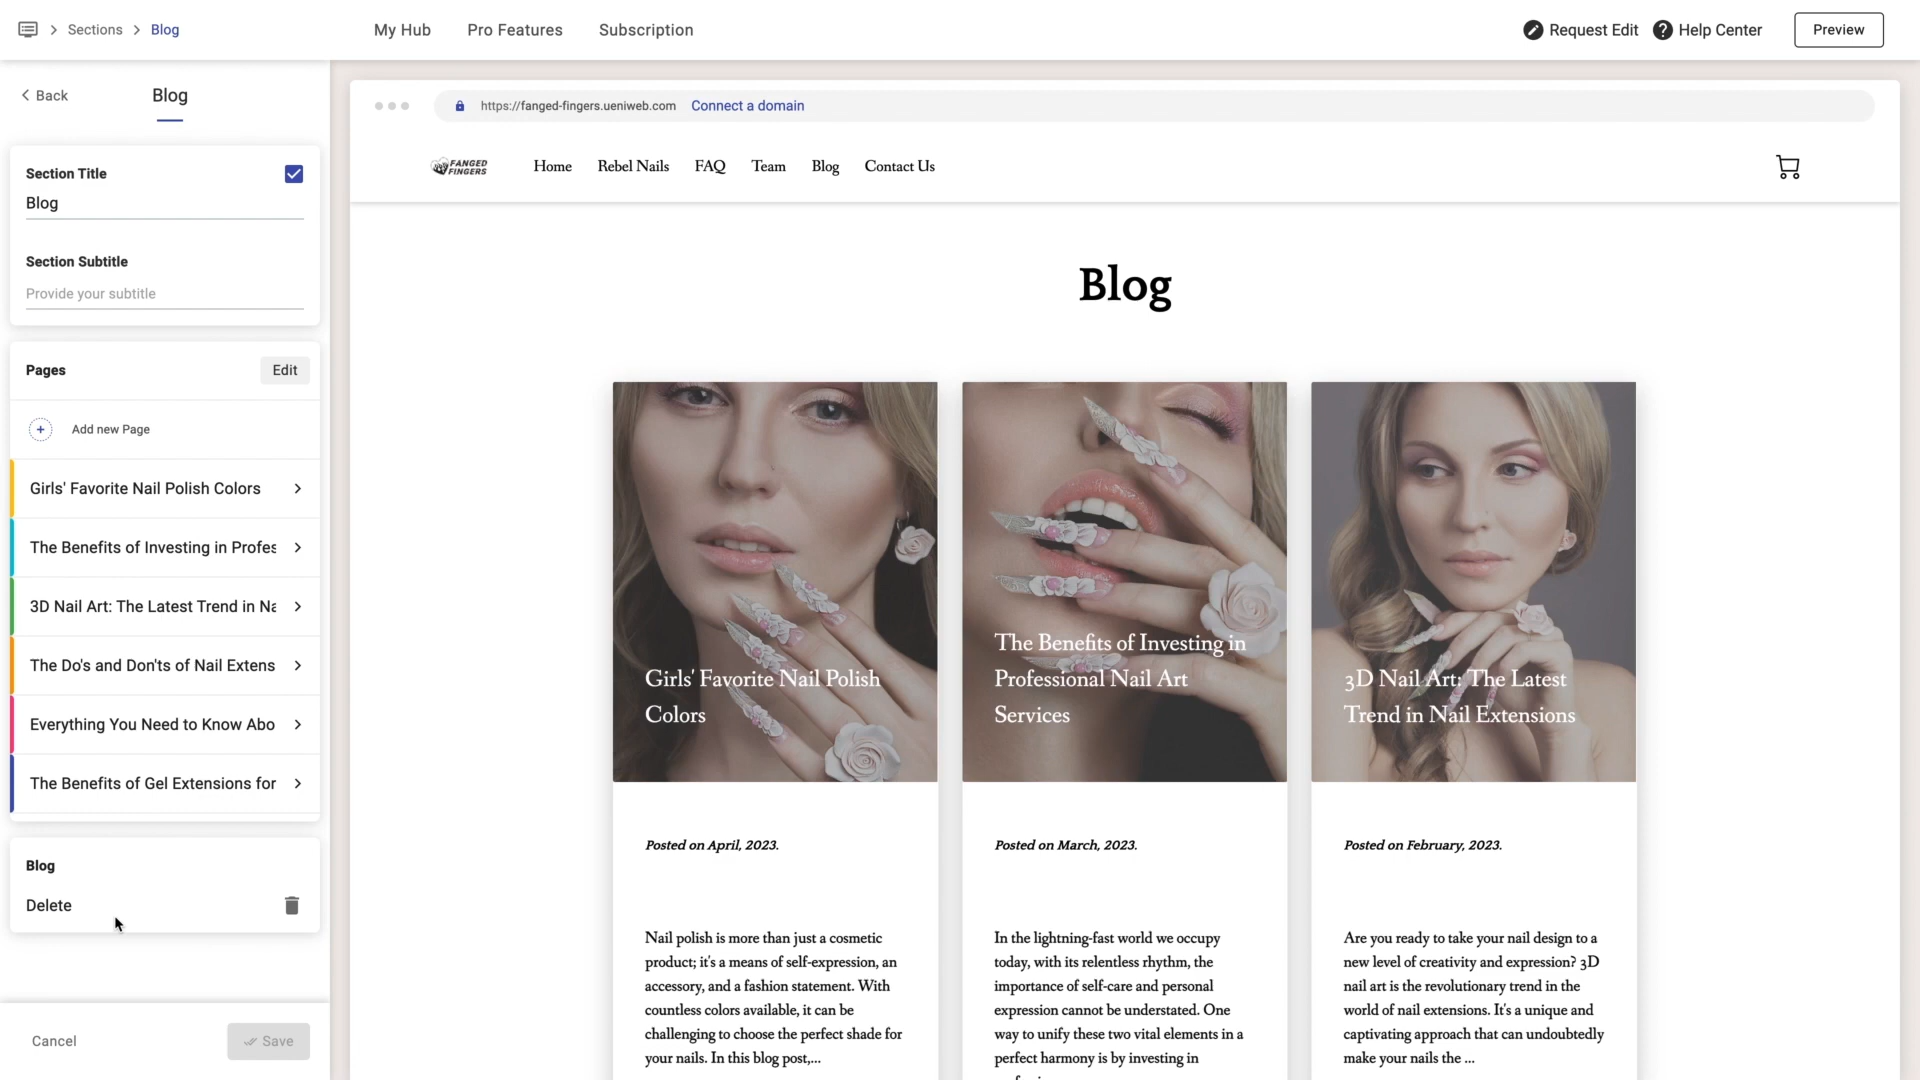 Sections
Blog
My Hub
Pro Features
Subscription
Request Edit
Help Center
Preview
Back
Blog
Section Title
Blog
Section Subtitle
Provide your subtitle
Pages
Edit
Add new Page
Girls' Favorite Nail Polish Colors
The Benefits of Investing in Profes
3D Nail Art: The Latest Trend in Na
The Do's and Don'ts of Nail Extens
Everything You Need to Know Abo
The Benefits of Gel Extensions for
Blog
Delete
Cancel
Save
https://fanged-fingers.ueniweb.com
Connect a domain
FANGED
FINGERS
Home
Rebel Nails
FAQ
Team
Blog
Contact Us
Blog
Girls' Favorite Nail Polish
Colors
Posted on April, 2023.
Nail polish is more than just a cosmetic
product; it's a means of self-expression, an
accessory, and a fashion statement. With
countless colors available, it can be
challenging to choose the perfect shade for
your nails. In this blog post,...
The Benefits of Investing in
Professional Nail Art
Services
Posted on March, 2023.
In the lightning-fast world we occupy
today, with its relentless rhythm, the
importance of self-care and personal
expression cannot be understated. One
way to unify these two vital elements in a
perfect harmony is by investing in
3D Nail Art: The Latest
Trend in Nail Extensions
Posted on February, 2023.
Are you ready to take your nail design to a
new level of creativity and expression? 3D
nail art is the revolutionary trend in the
world of nail extensions. It's a unique and
captivating approach that can undoubtedly
make your nails the ...